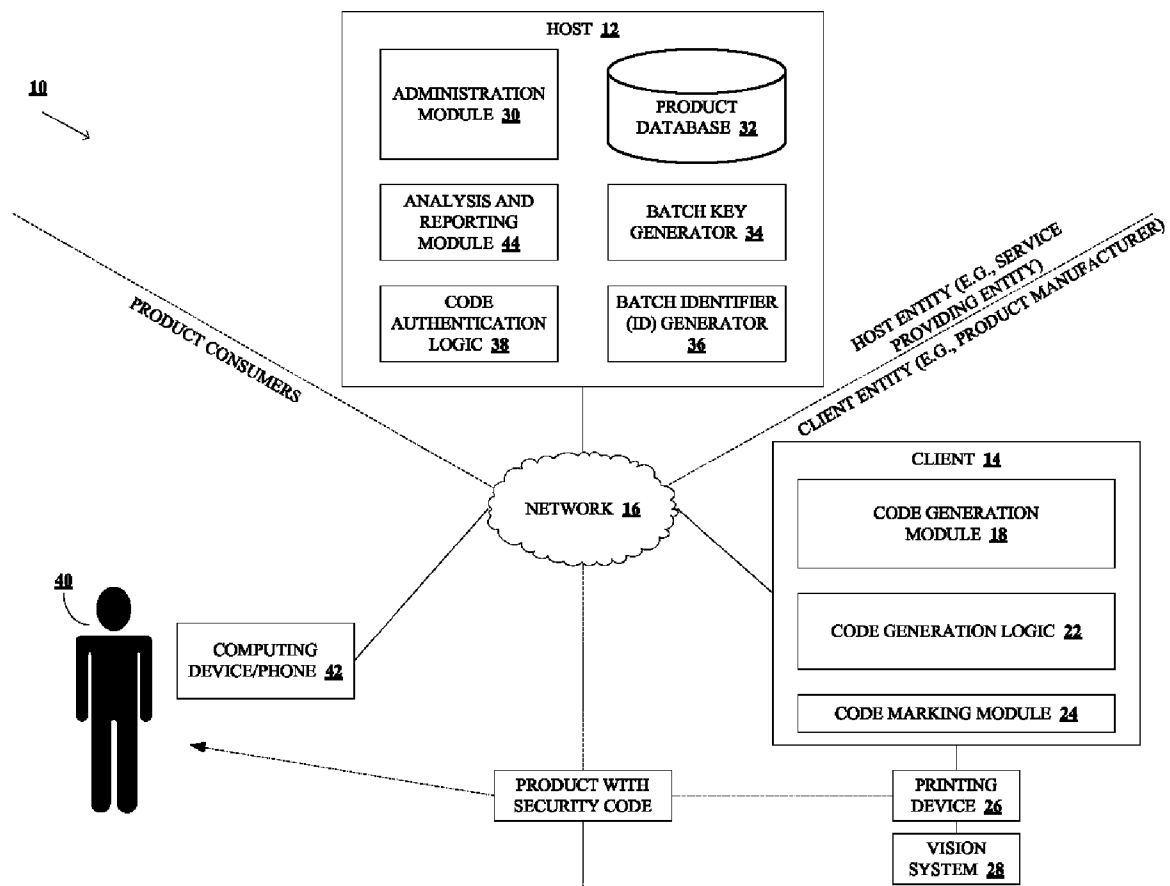 HOST 12
10
ADMINISTRATION
MODULE 30
PRODUCT
DATABASE 32
ANALYSIS AND
REPORTING
MODULE 44
BATCH KEY
GENERATOR 34
CODE
AUTHENTICATION
LOGIC 38
BATCH IDENTIFIER
(ID) GENERATOR
36
PRODUCT CONSUMERS
HOST ENTITY (E.G., SERVICE
PROVIDING ENTITY)
CLIENT ENTITY (E.G., PRODUCT MANUFACTURER)
NETWORK 16
CLIENT 14
CODE GENERATION
MODULE 18
CODE GENERATION LOGIC 22
CODE MARKING MODULE 24
40
COMPUTING
DEVICE/PHONE 42
PRODUCT WITH
SECURITY CODE
PRINTING
DEVICE 26
VISION
SYSTEM 28